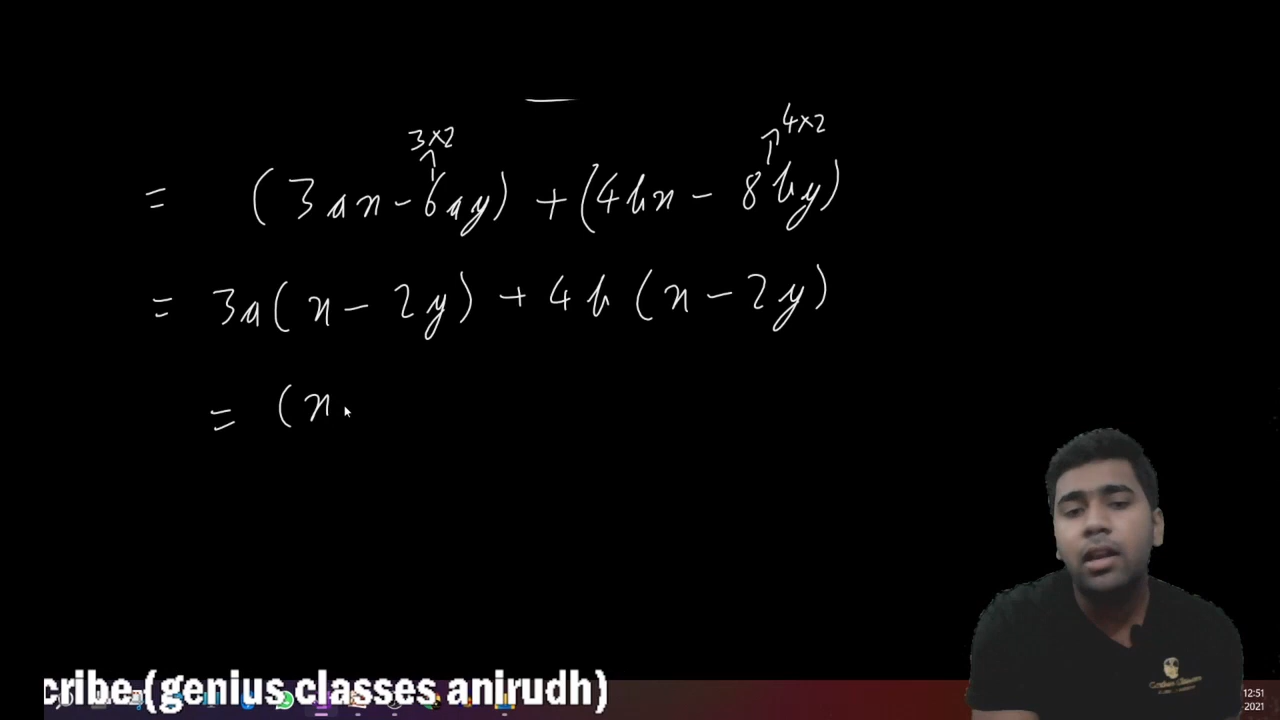 3×2
4×2
= (3ax - 6ay) + (4bx - 8by)
= 3a(x - 2y) + 4b(x - 2y)
= (x
cribe (genius classes anirudh)
12:51
2021